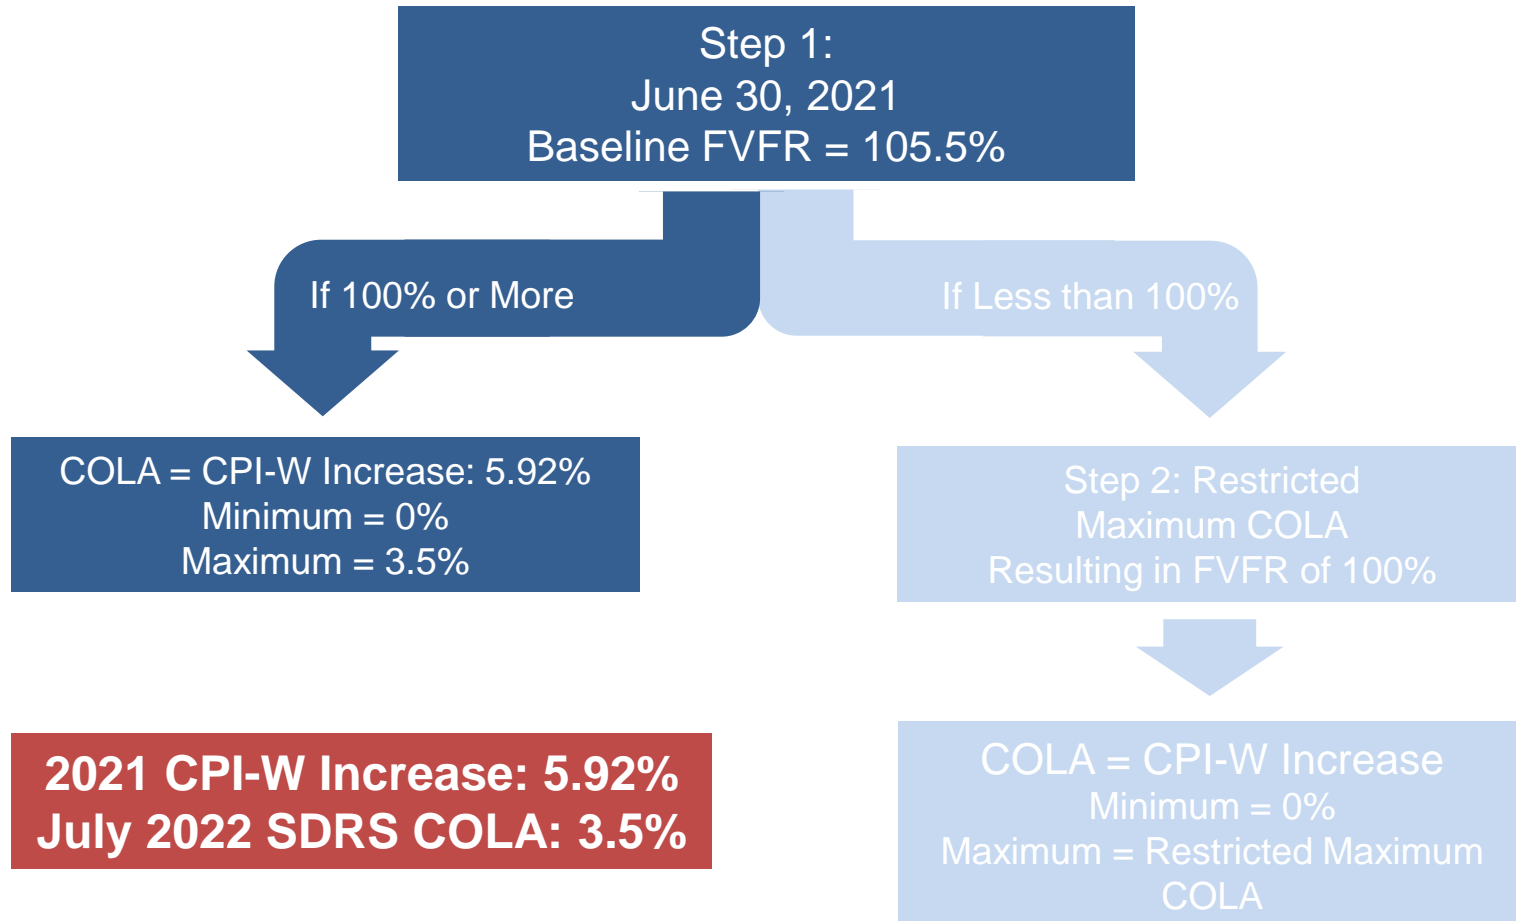 Step 1:
June 30, 2021
Baseline FVFR = 105.5%
If 100% or More
If Less than 100%
COLA = CPI-W Increase: 5.92%
Minimum = 0%
Maximum = 3.5%
Step 2: Restricted
Maximum COLA
Resulting in FVFR of 100%
2021 CPI-W Increase: 5.92%
July 2022 SDRS COLA: 3.5%
COLA = CPI-W Increase
Minimum = 0%
Maximum = Restricted Maximum
COLA